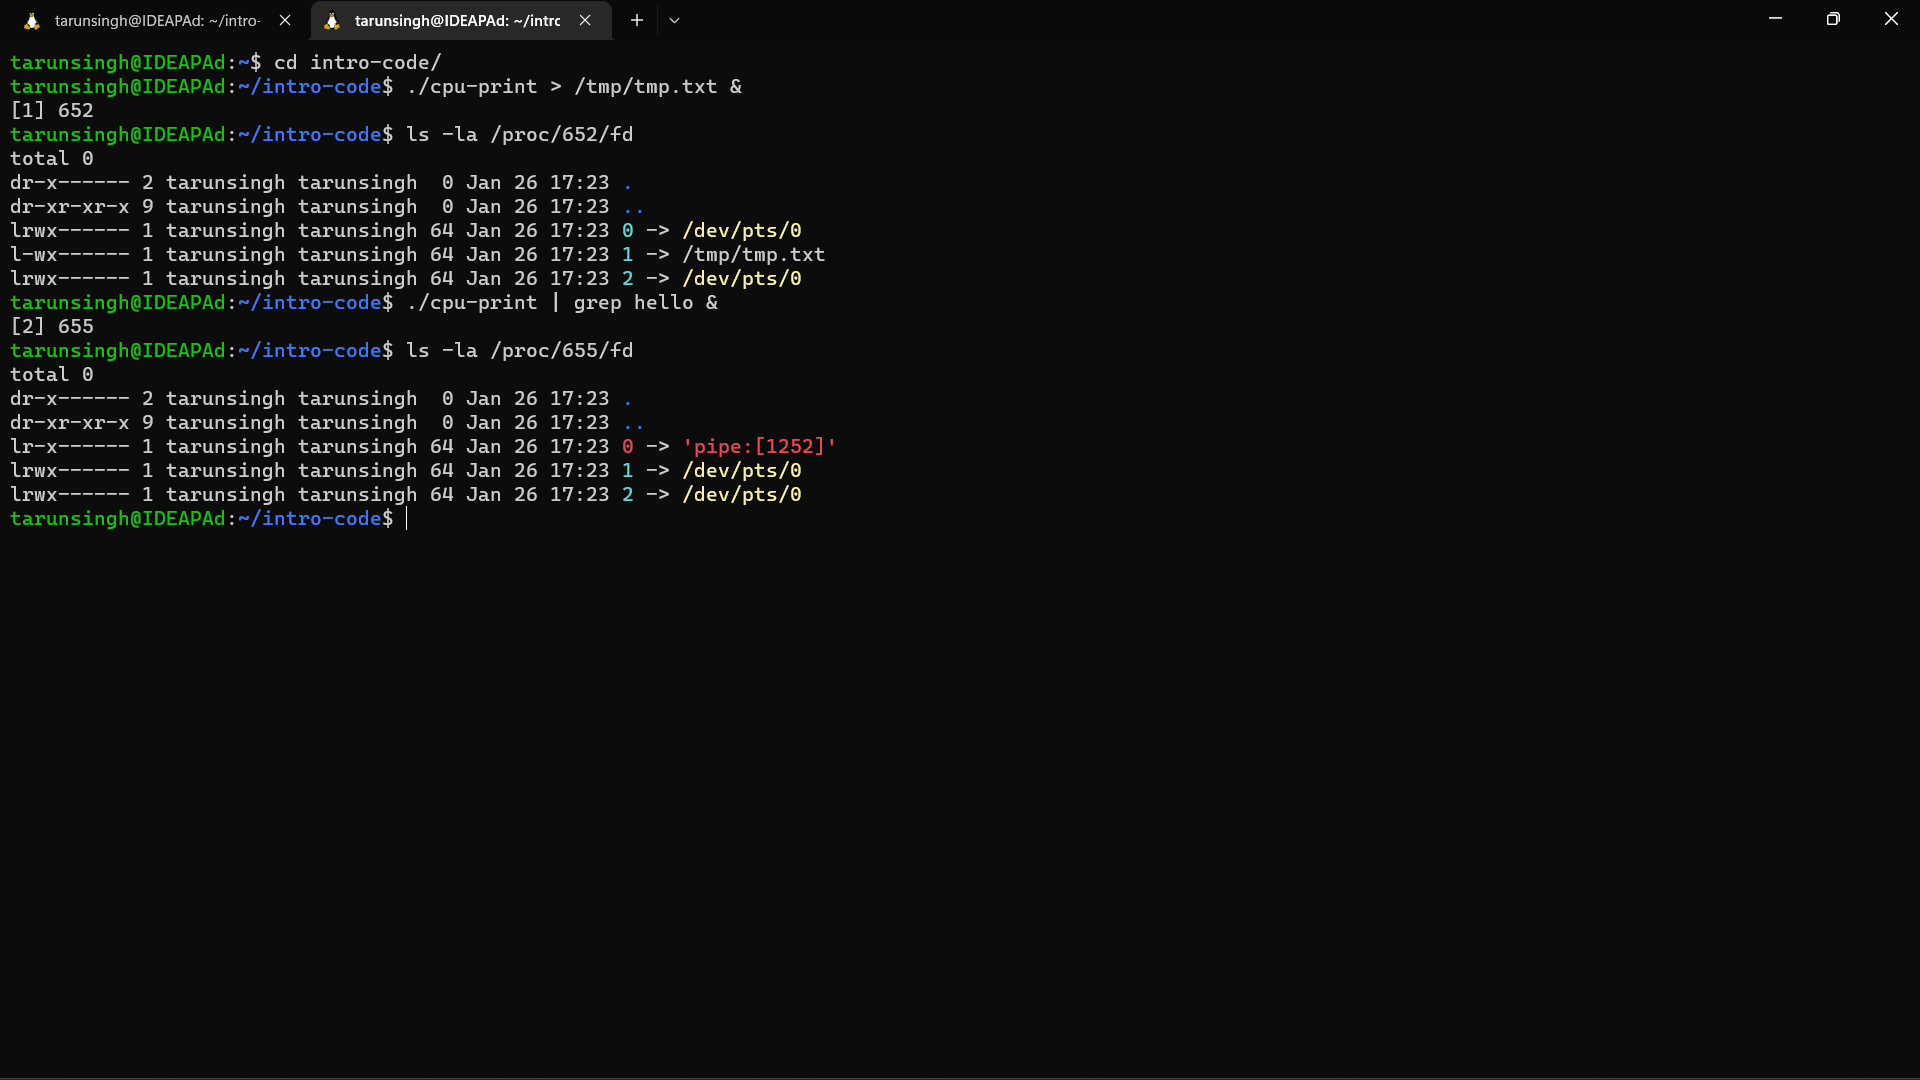 tarunsingh@IDEAPAd: ~/intro-
tarunsingh@IDEAPAd: ~/intrc
tarunsingh@IDEAPAd:~$ cd intro-code/
tarunsingh@IDEAPAd:~/intro-code$ ./cpu-print > /tmp/tmp.txt &
[1] 652
tarunsingh@IDEAPAd:~/intro-code$ ls -la /proc/652/fd
total 0
dr-x------ 2 tarunsingh tarunsingh  0 Jan 26 17:23 .
dr-xr-xr-x 9 tarunsingh tarunsingh  0 Jan 26 17:23 ..
lrwx------ 1 tarunsingh tarunsingh 64 Jan 26 17:23 0 -> /dev/pts/0
l-wx------ 1 tarunsingh tarunsingh 64 Jan 26 17:23 1 -> /tmp/tmp.txt
lrwx------ 1 tarunsingh tarunsingh 64 Jan 26 17:23 2 -> /dev/pts/0
tarunsingh@IDEAPAd:~/intro-code$ ./cpu-print | grep hello &
[2] 655
tarunsingh@IDEAPAd:~/intro-code$ ls -la /proc/655/fd
total 0
dr-x------ 2 tarunsingh tarunsingh  0 Jan 26 17:23 .
dr-xr-xr-x 9 tarunsingh tarunsingh  0 Jan 26 17:23 ..
lr-x------ 1 tarunsingh tarunsingh 64 Jan 26 17:23 0 -> 'pipe:[1252]'
lrwx------ 1 tarunsingh tarunsingh 64 Jan 26 17:23 1 -> /dev/pts/0
lrwx------ 1 tarunsingh tarunsingh 64 Jan 26 17:23 2 -> /dev/pts/0
tarunsingh@IDEAPAd:~/intro-code$